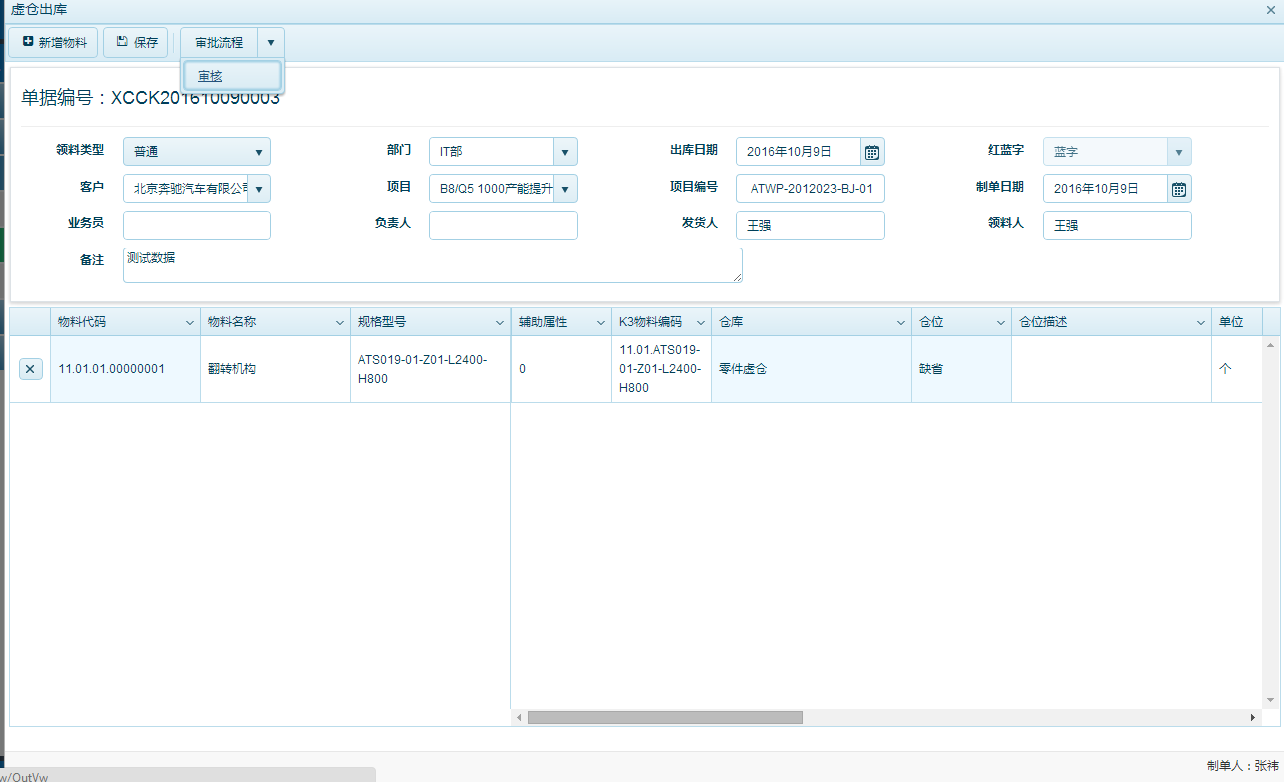 虚仓出库
新增物料 保存 审批流程
审核
单据编号：XCCK201610090003
领料类型 普通 部门 IT部 出库日期 2016年10月9日 红蓝字 蓝字
客户 北京奔驰汽车有限公司 项目 B8/Q5 1000产能提升 项目编号 ATWP-2012023-BJ-01 制单日期 2016年10月9日
业务员 负责人 发货人 王强 领料人 王强
备注 测试数据
物料代码 物料名称 规格型号 辅助属性 K3物料编码 仓库 仓位 仓位描述 单位
11.01.01.00000001 翻转机构 ATS019-01-Z01-L2400-
H800 0 11.01.ATS019-
01-Z01-L2400-
H800 零件虚仓 缺省 个
制单人：张祎
w/OutVw